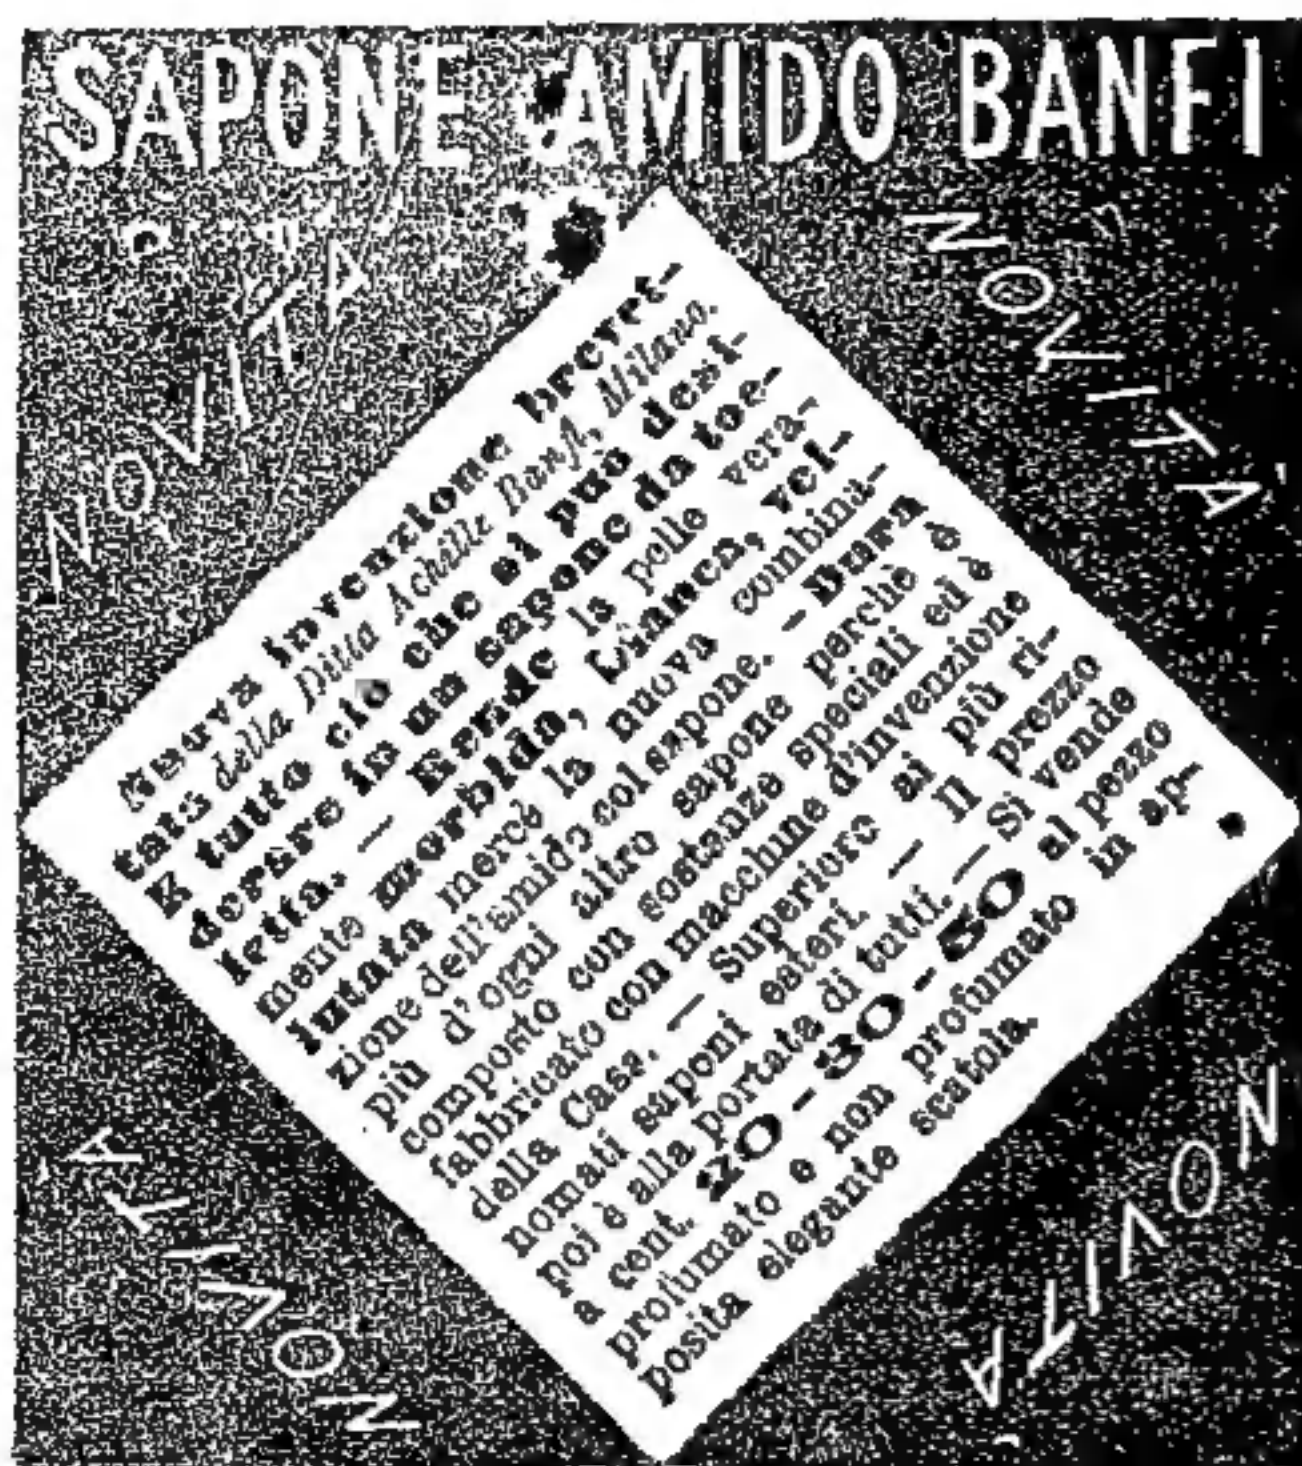 SAPONE AMIDO BANFI
NOVITÀ
NOVITÀ
Nuova invenzione brevet-
tata della Ditta Achille Banfi, Milano.
È tutto ciò che si può desi-
derare in un sapone da toe-
letta. — Rende la pelle vera-
mente morbida, bianca, vel-
lutata mercè la nuova combina-
zione dell'amido col sapone. — Dura
più d'ogni altro sapone perchè è
composto con sostanze speciali ed è
fabbricato con macchine d'invenzione
della Casa. — Superiore ai più ri-
nomati saponi esteri. — Il prezzo
poi è alla portata di tutti. — Si vende
a cent. 20 - 30 - 50 al pezzo
profumato e non profumato in ap-
posita elegante scatola.
NOVITÀ
NOVITÀ